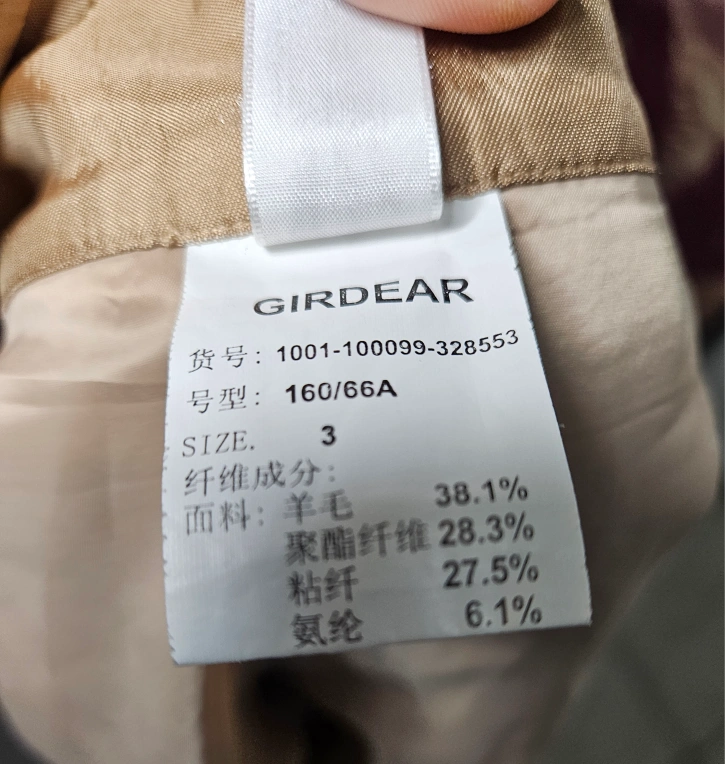 GIRDEAR
货号: 1001-100099-328553
号型: 160/66A
SIZE. 3
纤维成分:
面料: 羊毛 38.1%
聚酯纤维 28.3%
粘纤 27.5%
氨纶 6.1%